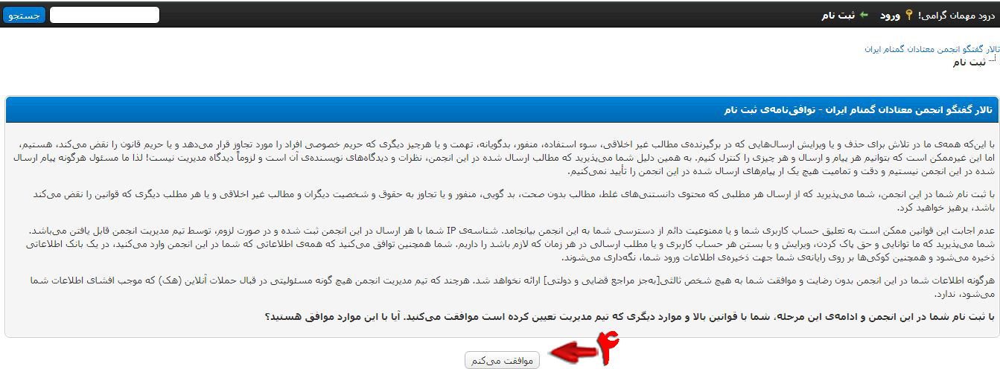 درود مهمان گرامی! ورود ثبت نام جستجو
تالار گفتگو انجمن معتادان گمنام ایران
ثبت نام
تالار گفتگو انجمن معتادان گمنام ایران - توافق‌نامه‌ی ثبت نام
با این‌که همه‌ی ما در تلاش برای حذف و یا ویرایش ارسال‌هایی که در برگیرنده‌ی مطالب غیر اخلاقی، سوء استفاده، منفور، بدگویانه، تهمت و یا هرچیز دیگری که حریم خصوصی افراد را مورد تجاوز قرار می‌دهد و یا حریم قانون را نقض می‌کند، هستیم،
اما این غیرممکن است که بتوانیم هر پیام و ارسال و هر چیزی را کنترل کنیم. به همین دلیل شما می‌پذیرید که مطالب ارسال شده در این انجمن، نظرات و دیدگاه‌های نویسنده‌ی آن است و لزوماً دیدگاه مدیریت نیست! لذا ما مسئول هرگونه پیام ارسال
شده در این انجمن نیستیم و دقت و تمامیت هیچ یک از پیام‌های ارسال شده در این انجمن را تأیید نمی‌کنیم.
با ثبت نام شما در این انجمن، شما می‌پذیرید که از ارسال هر مطلبی که محتوی دانستنی‌های غلط، مطالب بدون صحت، بد گویی، منفور و یا تجاوز به حقوق و شخصیت دیگران و مطالب غیر اخلاقی و یا هر مطلب دیگری که قوانین را نقض می‌کند
باشد، پرهیز خواهید کرد.
عدم اجابت این قوانین ممکن است به تعلیق حساب کاربری شما و یا ممنوعیت دائم از دسترسی شما به این انجمن بیانجامد. شناسه‌ی IP شما با هر ارسال در این انجمن ثبت شده و در صورت لزوم، توسط تیم مدیریت انجمن قابل یافتن می‌باشد.
شما می‌پذیرید که ما توانایی و حق پاک کردن، ویرایش و یا بستن هر حساب کاربری و یا مطلب ارسالی در هر زمان که لازم باشد را داریم. شما همچنین توافق می‌کنید که همه‌ی اطلاعاتی که شما در این انجمن وارد می‌کنید، در یک بانک اطلاعاتی
ذخیره می‌شود و همچنین کوکی‌ها بر روی رایانه‌ی شما جهت ذخیره‌ی اطلاعات ورود شما، نگه‌داری می‌شوند.
هرگونه اطلاعات شما در این انجمن بدون رضایت و موافقت شما به هیچ شخص ثالثی[به‌جز مراجع قضایی و دولتی] ارائه نخواهد شد. هرچند که تیم مدیریت انجمن هیچ گونه مسئولیتی در قبال حملات آنلاین (هک) که موجب افشای اطلاعات شما
می‌شود، ندارد.
با ثبت نام شما در این انجمن و ادامه‌ی این مرحله، شما با قوانین بالا و موارد دیگری که تیم مدیریت تعیین کرده است موافقت می‌کنید. آیا با این موارد موافق هستید؟
۴
موافقت می‌کنم